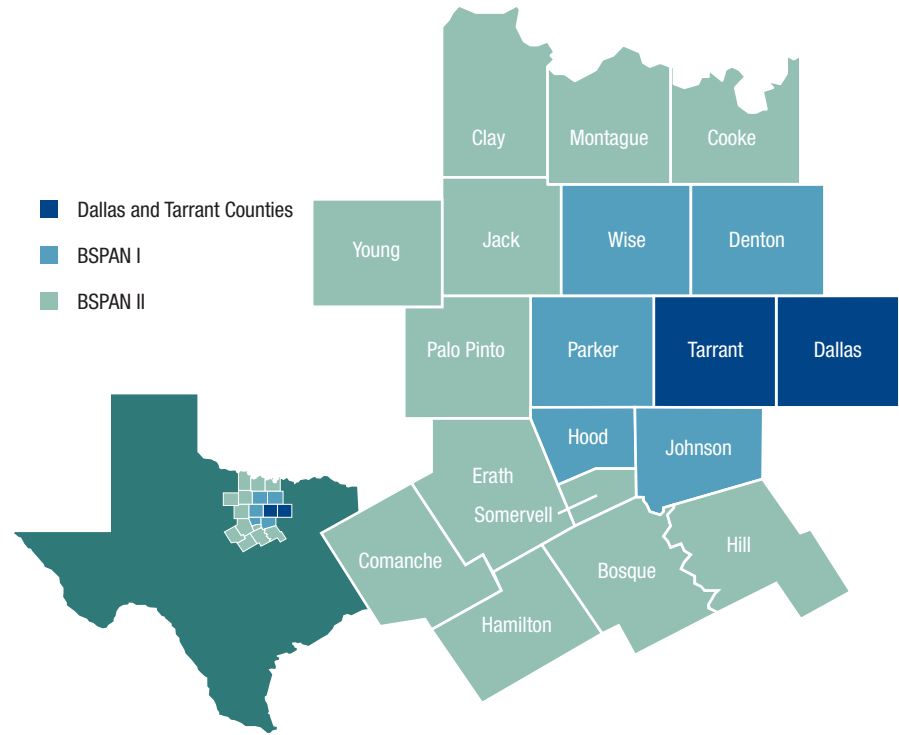 Clay
Montague
Cooke
Dallas and Tarrant Counties
BSPAN I
BSPAN II
Young
Jack
Wise
Denton
Palo Pinto
Parker
Tarrant
Dallas
Hood
Johnson
Erath
Somervell
Comanche
Hamilton
Bosque
Hill